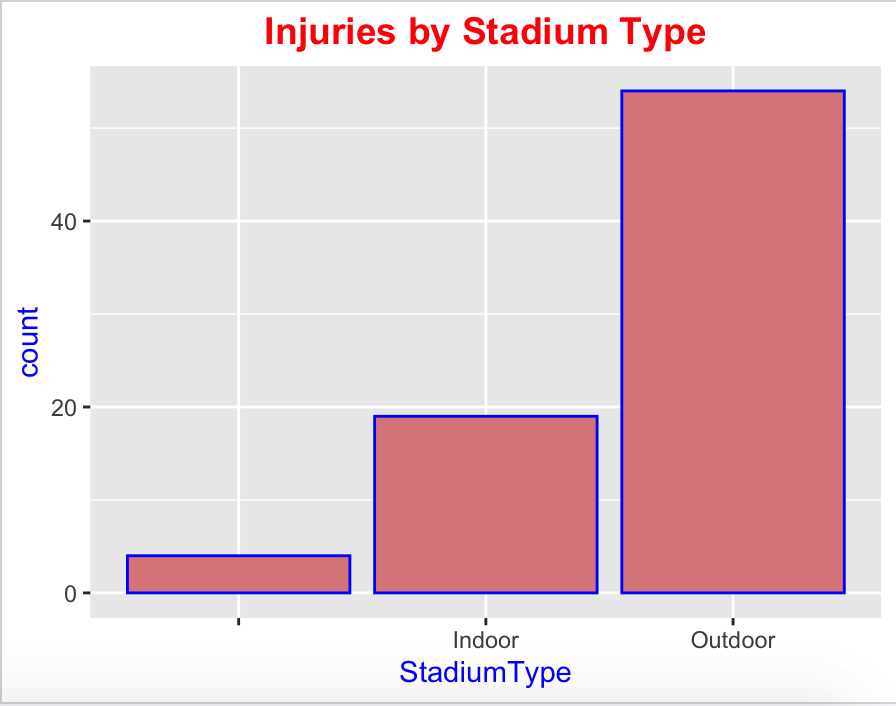 Injuries by Stadium Type
count
40
20
0
Indoor Outdoor
StadiumType